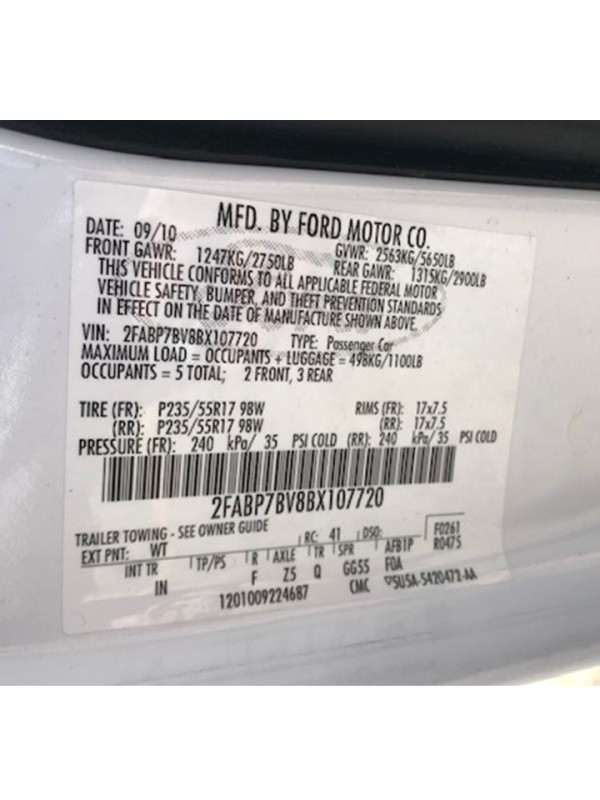 MFD. BY FORD MOTOR CO.
DATE: 09/10 GVWR: 2563KG/5650LB
FRONT GAWR: 1247KG/2750LB REAR GAWR: 1315KG/2900LB
THIS VEHICLE CONFORMS TO ALL APPLICABLE FEDERAL MOTOR
VEHICLE SAFETY, BUMPER, AND THEFT PREVENTION STANDARDS
IN EFFECT ON THE DATE OF MANUFACTURE SHOWN ABOVE.
VIN: 2FABP7BV8BX107720 TYPE: Passenger Car
MAXIMUM LOAD = OCCUPANTS + LUGGAGE = 498KG/1100LB
OCCUPANTS = 5 TOTAL; 2 FRONT, 3 REAR
TIRE (FR): P235/55R17 98W RIMS (FR): 17x7.5
(RR): P235/55R17 98W (RR): 17x7.5
PRESSURE (FR): 240 kPa/ 35 PSI COLD (RR): 240 kPa/ 35 PSI COLD
2FABP7BV8BX107720
TRAILER TOWING - SEE OWNER GUIDE
EXT PNT: WT RC: 41 DSO: F0261
R0475
INT TR TP/PS R AXLE TR SPR AFB1P
IN F Z5 Q GG55 FOA
1201009224687 CMC 5U5A-5420472-AA